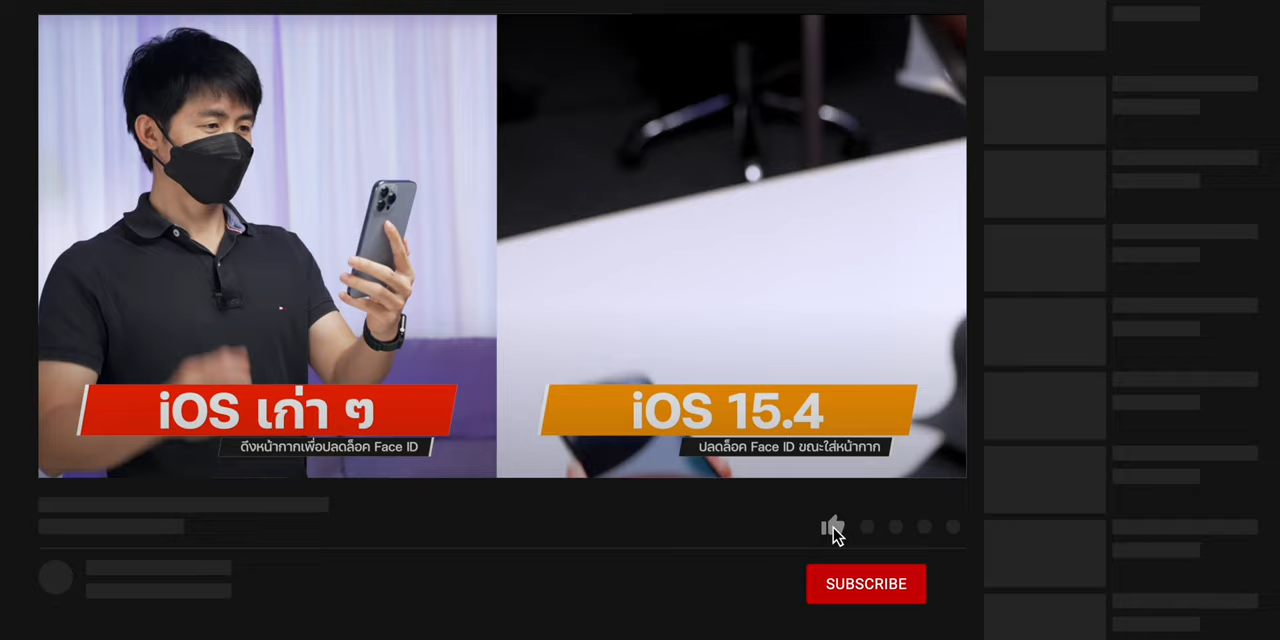 iOS เก่า ๆ
ดึงหน้ากากเพื่อปลดล็อค Face ID
iOS 15.4
ปลดล็อค Face ID ขณะใส่หน้ากาก
SUBSCRIBE